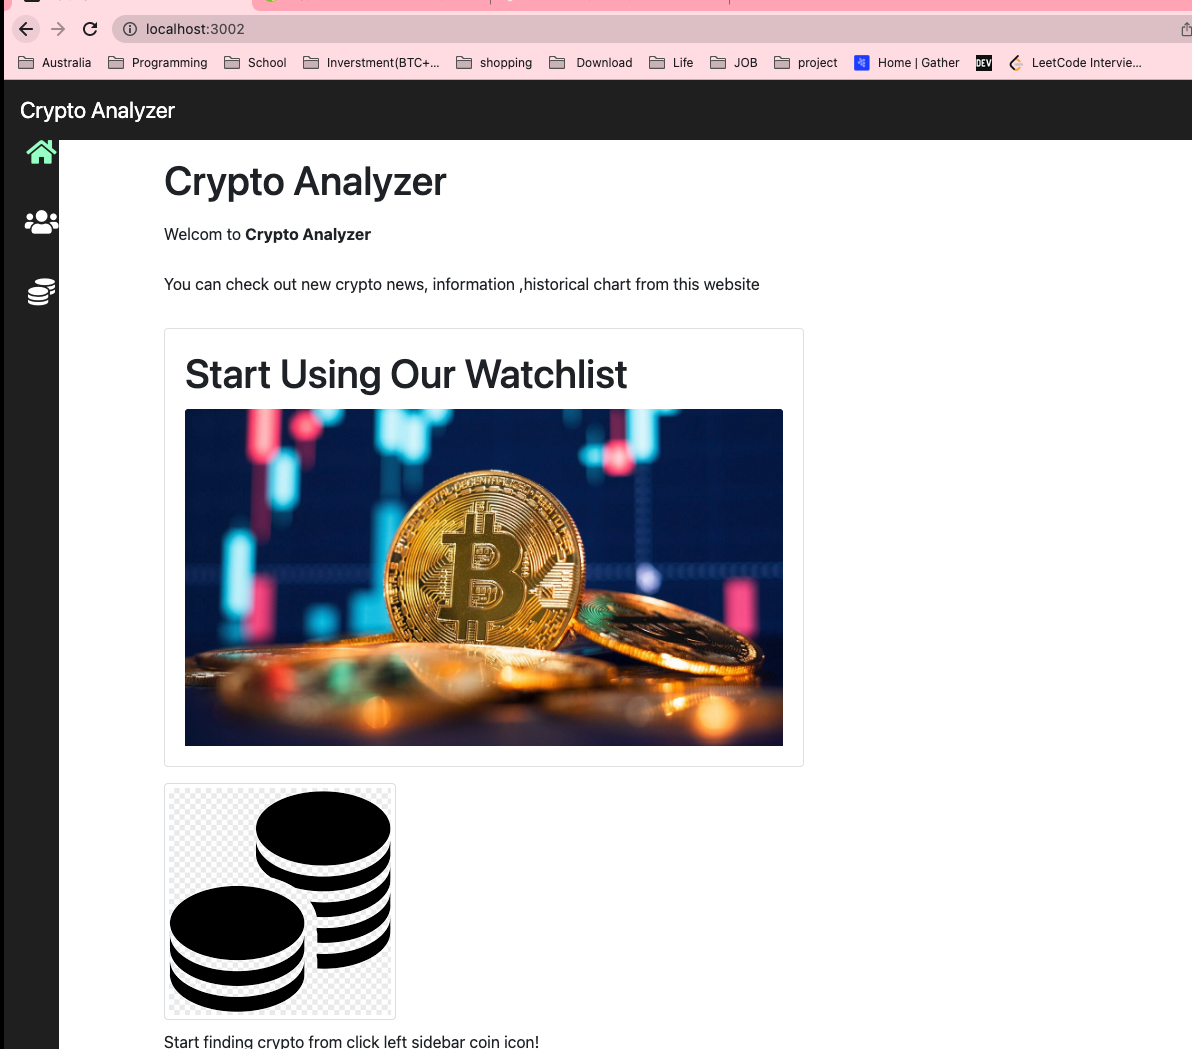 localhost:3002
Australia Programming School Inverstment(BTC+... shopping Download Life JOB project Home | Gather DEV LeetCode Intervie...
Crypto Analyzer
Crypto Analyzer
Welcom to Crypto Analyzer
You can check out new crypto news, information ,historical chart from this website
Start Using Our Watchlist
Start finding crypto from click left sidebar coin icon!